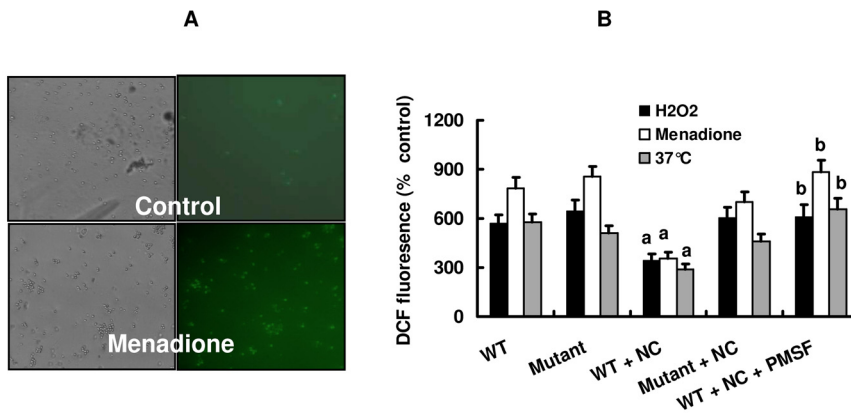 A
B
Control
Menadione
DCF fluoresence (% control)
1200
900
600
300
0
H2O2
Menadione
37°C
a
a
a
b
b
b
WT
Mutant
WT + NC
Mutant + NC
WT + NC + PMSF